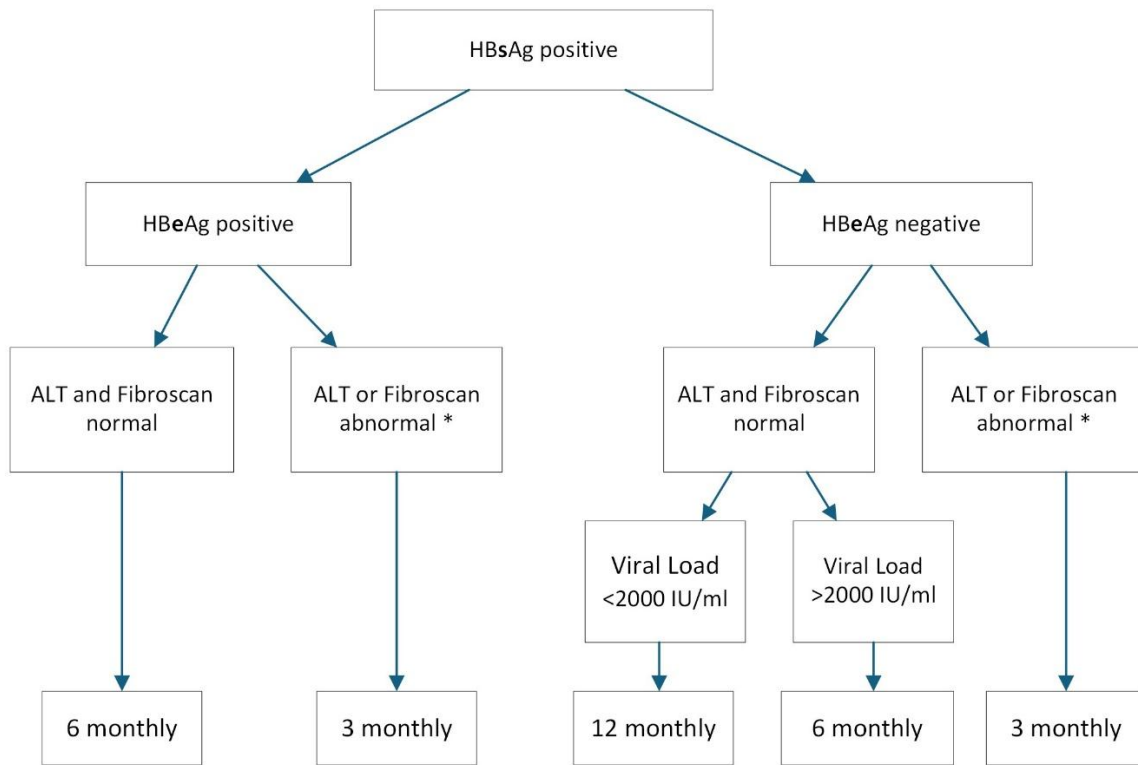 HBsAg positive
HBeAg positive
HBeAg negative
ALT and Fibroscan
normal
ALT or Fibroscan
abnormal *
ALT and Fibroscan
normal
ALT or Fibroscan
abnormal *
Viral Load
<2000 IU/ml
Viral Load
>2000 IU/ml
6 monthly
3 monthly
12 monthly
6 monthly
3 monthly